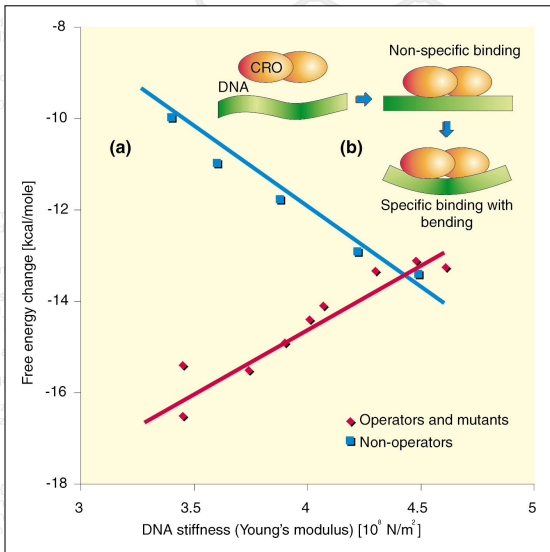 -8
-10
-12
-14
-16
-18
Free energy change [kcal/mole]
(a)
CRO
DNA
Non-specific binding
(b)
Specific binding with
bending
Operators and mutants
Non-operators
3
3.5
4
4.5
5
DNA stiffness (Young's modulus) [10⁸ N/m²]